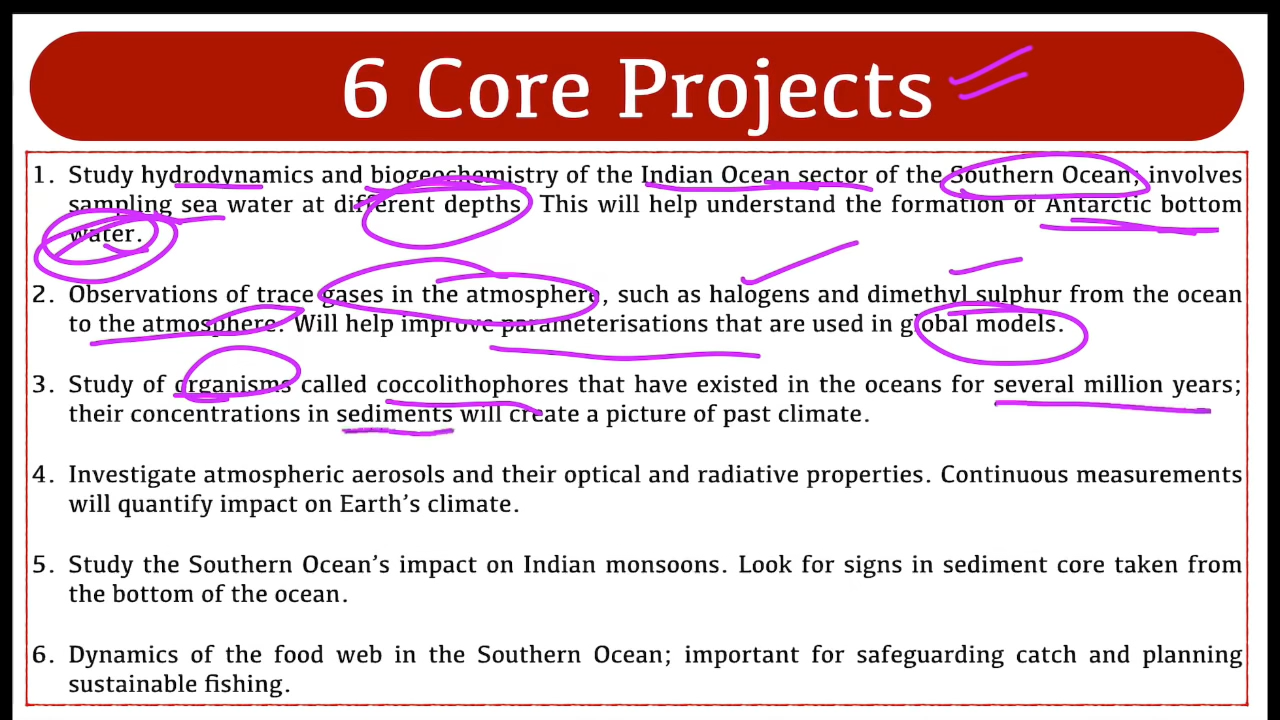 6 Core Projects
1. Study hydrodynamics and biogeochemistry of the Indian Ocean sector of the Southern Ocean; involves
sampling sea water at different depths. This will help understand the formation of Antarctic bottom
water.
2. Observations of trace gases in the atmosphere, such as halogens and dimethyl sulphur from the ocean
to the atmosphere. Will help improve parameterisations that are used in global models.
3. Study of organisms called coccolithophores that have existed in the oceans for several million years;
their concentrations in sediments will create a picture of past climate.
4. Investigate atmospheric aerosols and their optical and radiative properties. Continuous measurements
will quantify impact on Earth’s climate.
5. Study the Southern Ocean’s impact on Indian monsoons. Look for signs in sediment core taken from
the bottom of the ocean.
6. Dynamics of the food web in the Southern Ocean; important for safeguarding catch and planning
sustainable fishing.